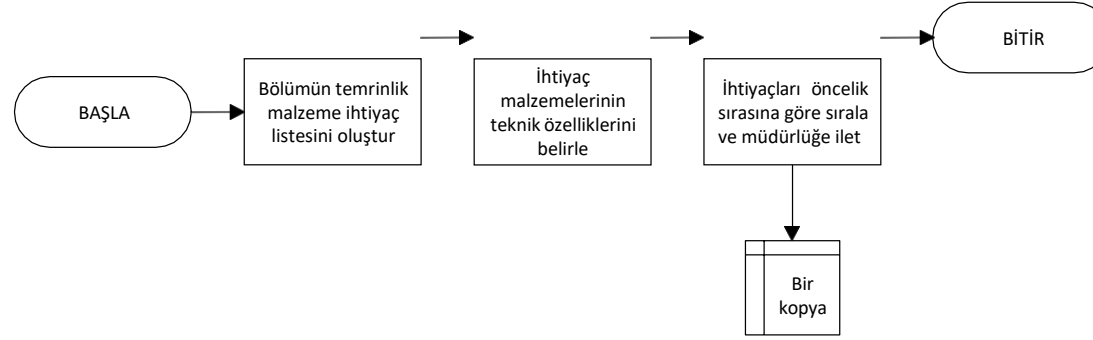 BAŞLA
Bölümün temrinlik
malzeme ihtiyaç
listesini oluştur
İhtiyaç
malzemelerinin
teknik özelliklerini
belirle
İhtiyaçları öncelik
sırasına göre sırala
ve müdürlüğe ilet
BİTİR
Bir
kopya